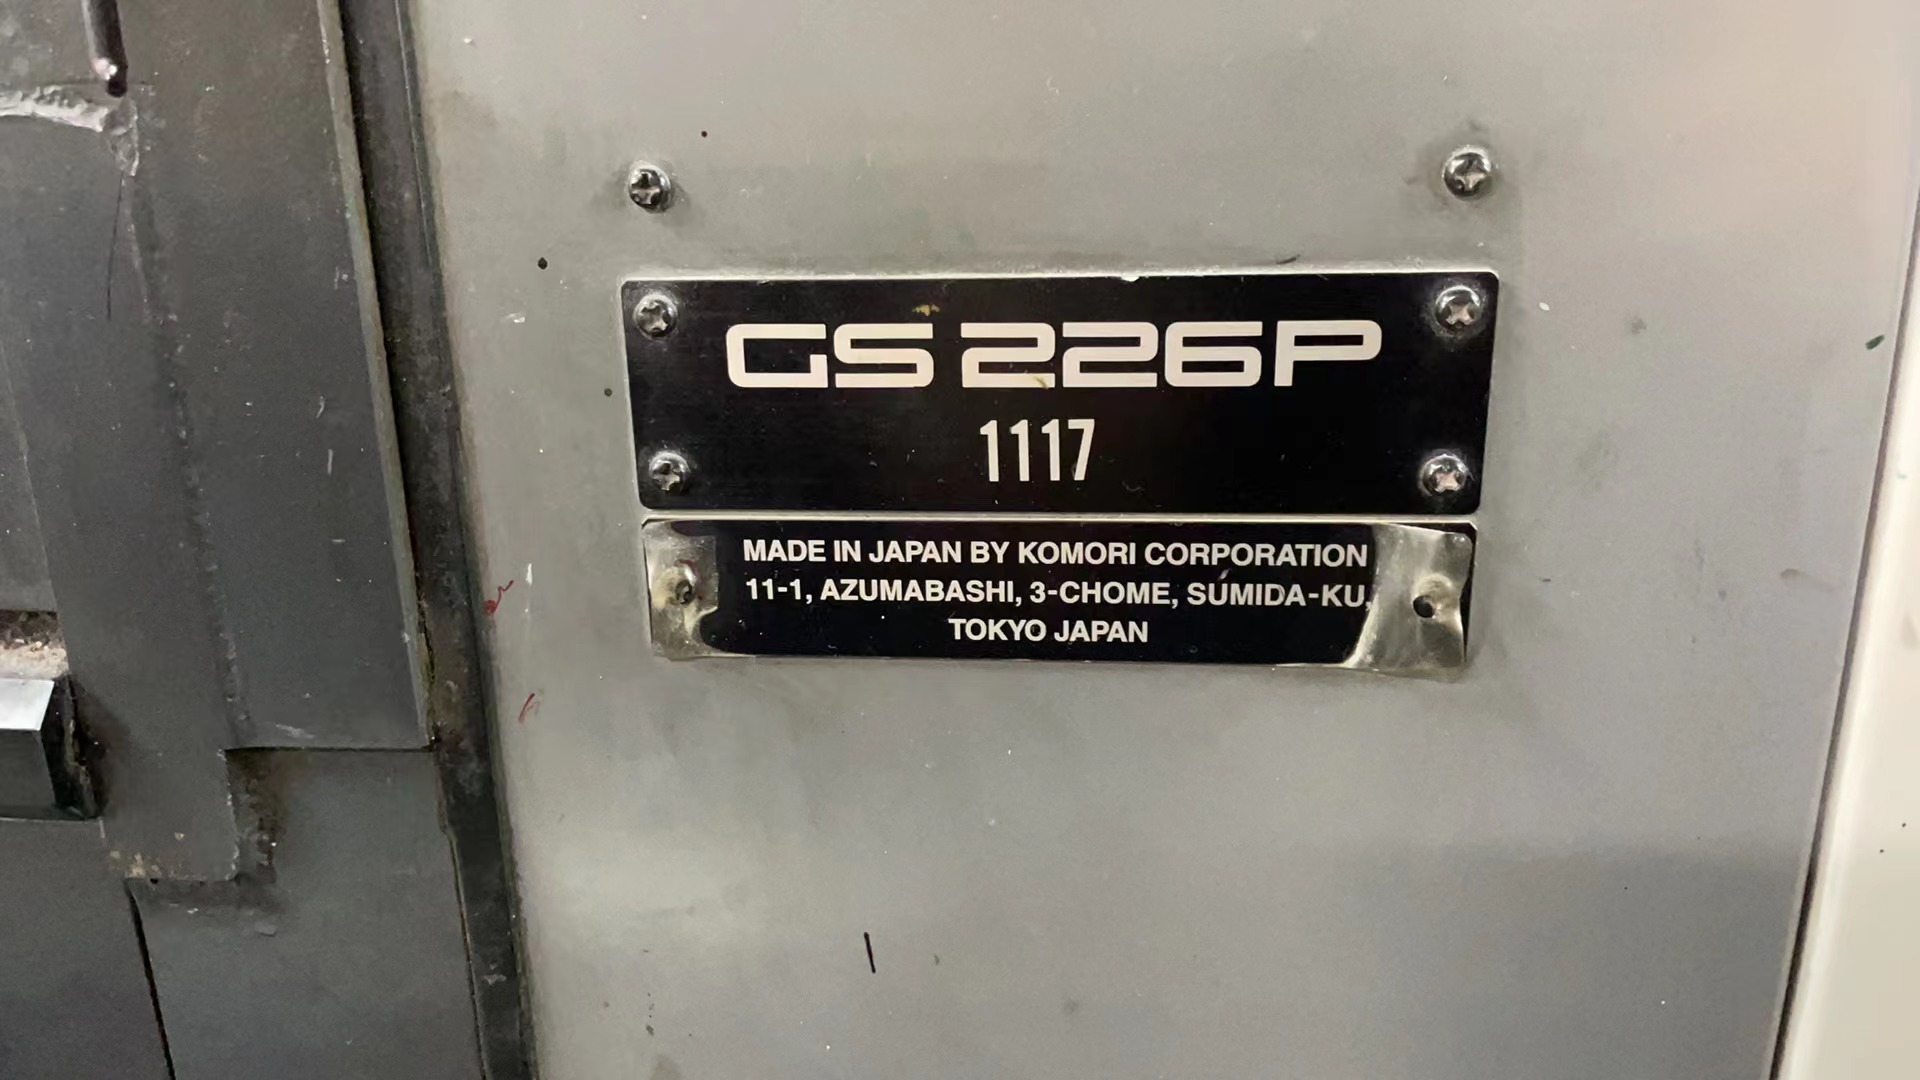 GS 226P
1117
MADE IN JAPAN BY KOMORI CORPORATION
11-1, AZUMABASHI, 3-CHOME, SUMIDA-KU,
TOKYO JAPAN